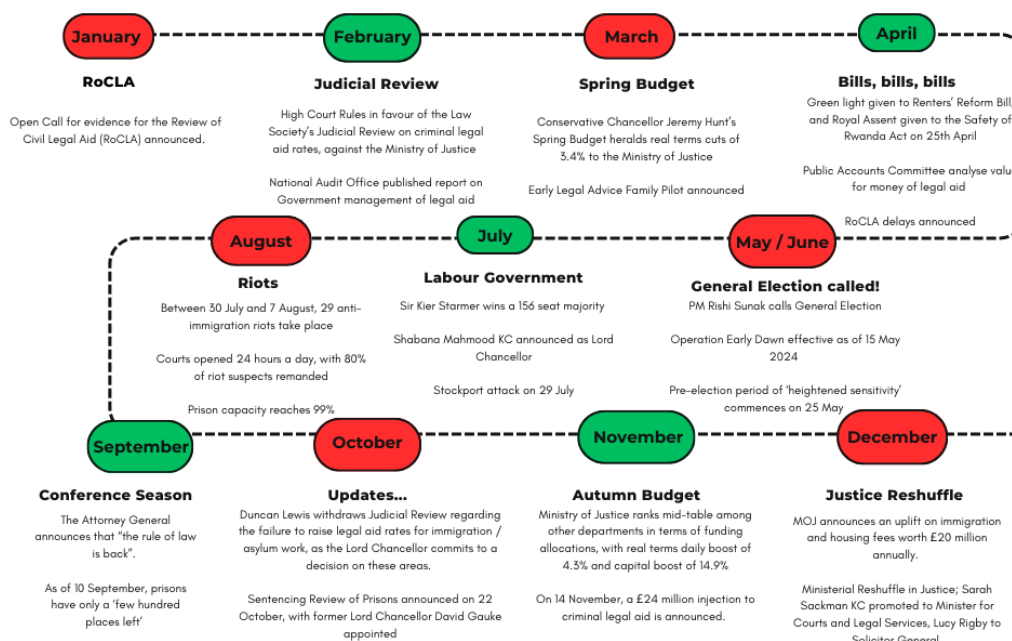 January
February
March
April
RoCLA
Open Call for evidence for the Review of
Civil Legal Aid (RoCLA) announced.
Judicial Review
High Court Rules in favour of the Law
Society's Judicial Review on criminal legal
aid rates, against the Ministry of Justice
National Audit Office published report on
Government management of legal aid
Spring Budget
Conservative Chancellor Jeremy Hunt's
Spring Budget heralds real terms cuts of
3.4% to the Ministry of Justice
Early Legal Advice Family Pilot announced
Bills, bills, bills
Green light given to Renters' Reform Bill,
and Royal Assent given to the Safety of
Rwanda Act on 25th April
Public Accounts Committee analyse value
for money of legal aid
RoCLA delays announced
August
July
May / June
Riots
Between 30 July and 7 August, 29 anti-
immigration riots take place
Courts opened 24 hours a day, with 80%
of riot suspects remanded
Prison capacity reaches 99%
Labour Government
Sir Kier Starmer wins a 156 seat majority
Shabana Mahmood KC announced as Lord
Chancellor
Stockport attack on 29 July
General Election called!
PM Rishi Sunak calls General Election
Operation Early Dawn effective as of 15 May
2024
Pre-election period of 'heightened sensitivity'
commences on 25 May
September
October
November
December
Conference Season
The Attorney General
announces that "the rule of law
is back".
As of 10 September, prisons
have only a 'few hundred
places left'
Updates...
Duncan Lewis withdraws Judicial Review regarding
the failure to raise legal aid rates for immigration /
asylum work, as the Lord Chancellor commits to a
decision on these areas.
Sentencing Review of Prisons announced on 22
October, with former Lord Chancellor David Gauke
appointed
Autumn Budget
Ministry of Justice ranks mid-table among
other departments in terms of funding
allocations, with real terms daily boost of
4.3% and capital boost of 14.9%
On 14 November, a £24 million injection to
criminal legal aid is announced.
Justice Reshuffle
MOJ announces an uplift on immigration
and housing fees worth £20 million
annually.
Ministerial Reshuffle in Justice; Sarah
Sackman KC promoted to Minister for
Courts and Legal Services, Lucy Rigby to
Solicitor General